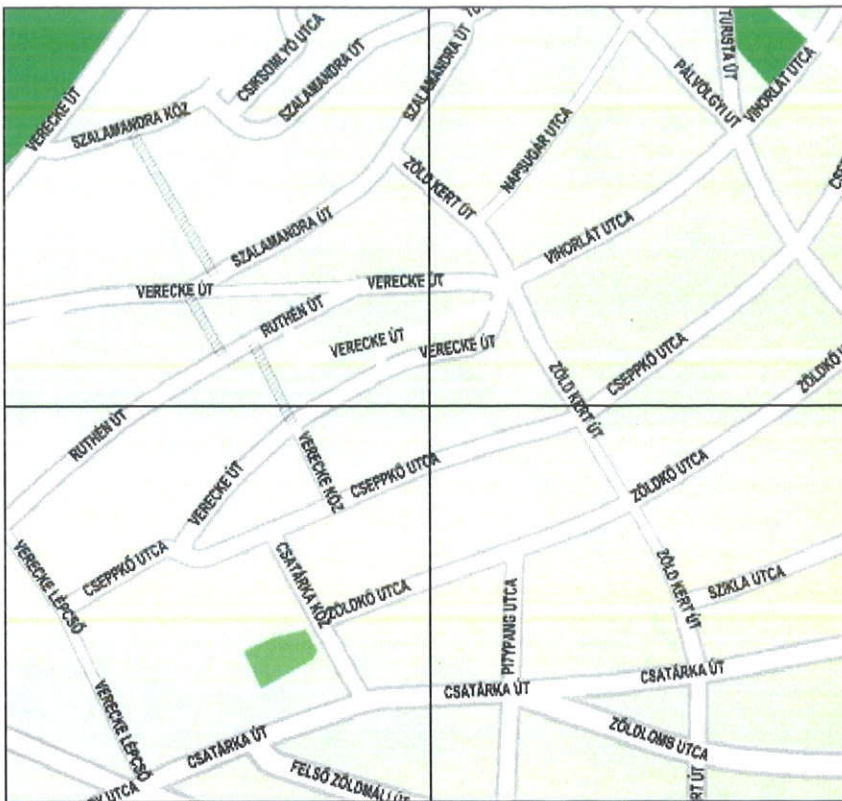 VERECKE ÚT
SZALAMANDRA KÖZ
CSIKSOMLYÓ UTCA
SZALAMANDRA ÚT
SZALAMANDRA ÚT
TURISTA ÚT
PÁLVÖLGYI ÚT
VIHORLÁT UTCA
NAPSUGÁR UTCA
ZÖLD KERT ÚT
SZALAMANDRA ÚT
VIHORLÁT UTCA
VERECKE ÚT
VERECKE ÚT
RUTHÉN ÚT
VERECKE ÚT
VERECKE ÚT
ZÖLD KERT ÚT
CSEPPKŐ UTCA
RUTHÉN ÚT
VERECKE ÚT
VERECKE KÖZ
CSEPPKŐ UTCA
ZÖLDKŐ UTCA
VERECKE LÉPCSŐ
CSEPPKŐ UTCA
CSATÁRKA KÖZ
ZÖLDKŐ UTCA
PITYPANG UTCA
ZÖLD KERT ÚT
SZIKLA UTCA
VERECKE LÉPCSŐ
CSATÁRKA ÚT
CSATÁRKA ÚT
CSATÁRKA ÚT
ZÖLDLOMB UTCA
FELSŐ ZÖLDMÁLI ÚT
UTCA
RT ÚT